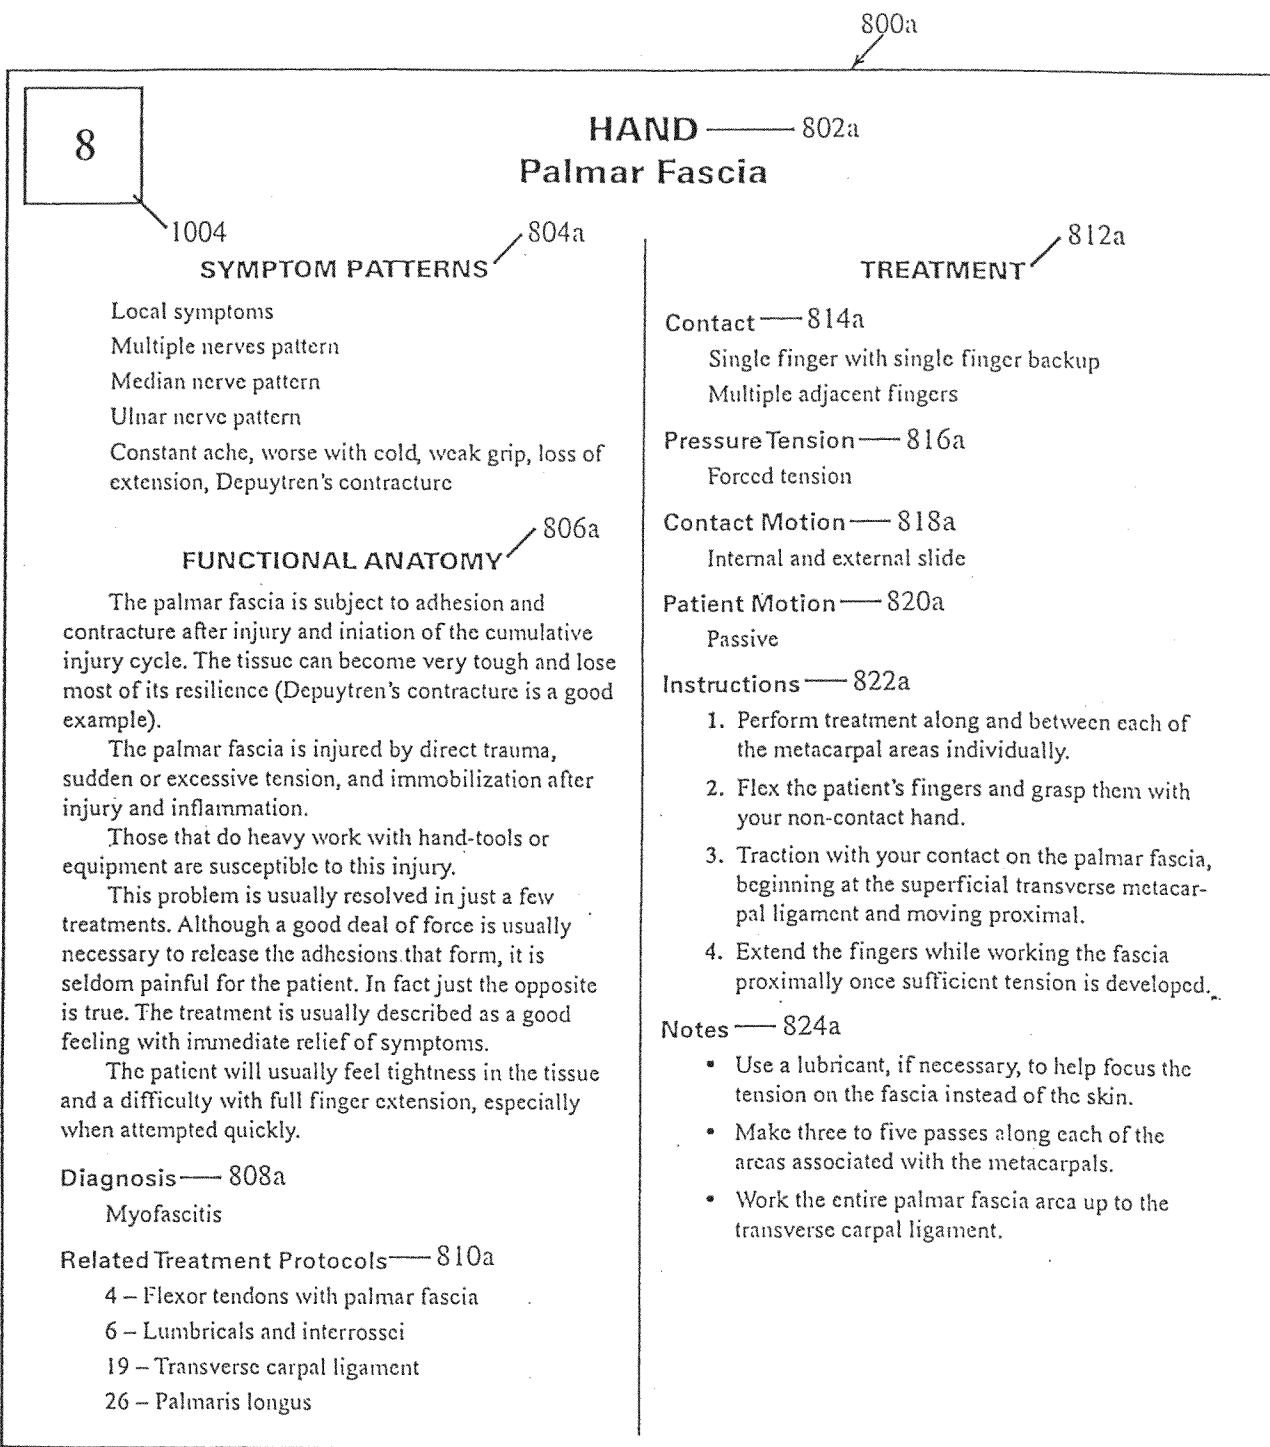 800a
8
HAND 802a
Palmar Fascia
1004
804a
SYMPTOM PATTERNS
Local symptoms
Multiple nerves pattern
Median nerve pattern
Ulnar nerve pattern
Constant ache, worse with cold, weak grip, loss of
extension, Depuytren's contracture
806a
FUNCTIONAL ANATOMY
The palmar fascia is subject to adhesion and
contracture after injury and iniation of the cumulative
injury cycle. The tissue can become very tough and lose
most of its resilience (Depuytren's contracture is a good
example).
The palmar fascia is injured by direct trauma,
sudden or excessive tension, and immobilization after
injury and inflammation.
Those that do heavy work with hand-tools or
equipment are susceptible to this injury.
This problem is usually resolved in just a few
treatments. Although a good deal of force is usually
necessary to release the adhesions that form, it is
seldom painful for the patient. In fact just the opposite
is true. The treatment is usually described as a good
feeling with immediate relief of symptoms.
The patient will usually feel tightness in the tissue
and a difficulty with full finger extension, especially
when attempted quickly.
Diagnosis 808a
Myofascitis
Related Treatment Protocols 810a
4 – Flexor tendons with palmar fascia
6 – Lumbricals and interrossei
19 – Transverse carpal ligament
26 – Palmaris longus
812a
TREATMENT
Contact 814a
Single finger with single finger backup
Multiple adjacent fingers
Pressure Tension 816a
Forced tension
Contact Motion 818a
Internal and external slide
Patient Motion 820a
Passive
Instructions 822a
1. Perform treatment along and between each of
the metacarpal areas individually.
2. Flex the patient's fingers and grasp them with
your non-contact hand.
3. Traction with your contact on the palmar fascia,
beginning at the superficial transverse metacar-
pal ligament and moving proximal.
4. Extend the fingers while working the fascia
proximally once sufficient tension is developed.
Notes 824a
• Use a lubricant, if necessary, to help focus the
tension on the fascia instead of the skin.
• Make three to five passes along each of the
areas associated with the metacarpals.
• Work the entire palmar fascia area up to the
transverse carpal ligament.